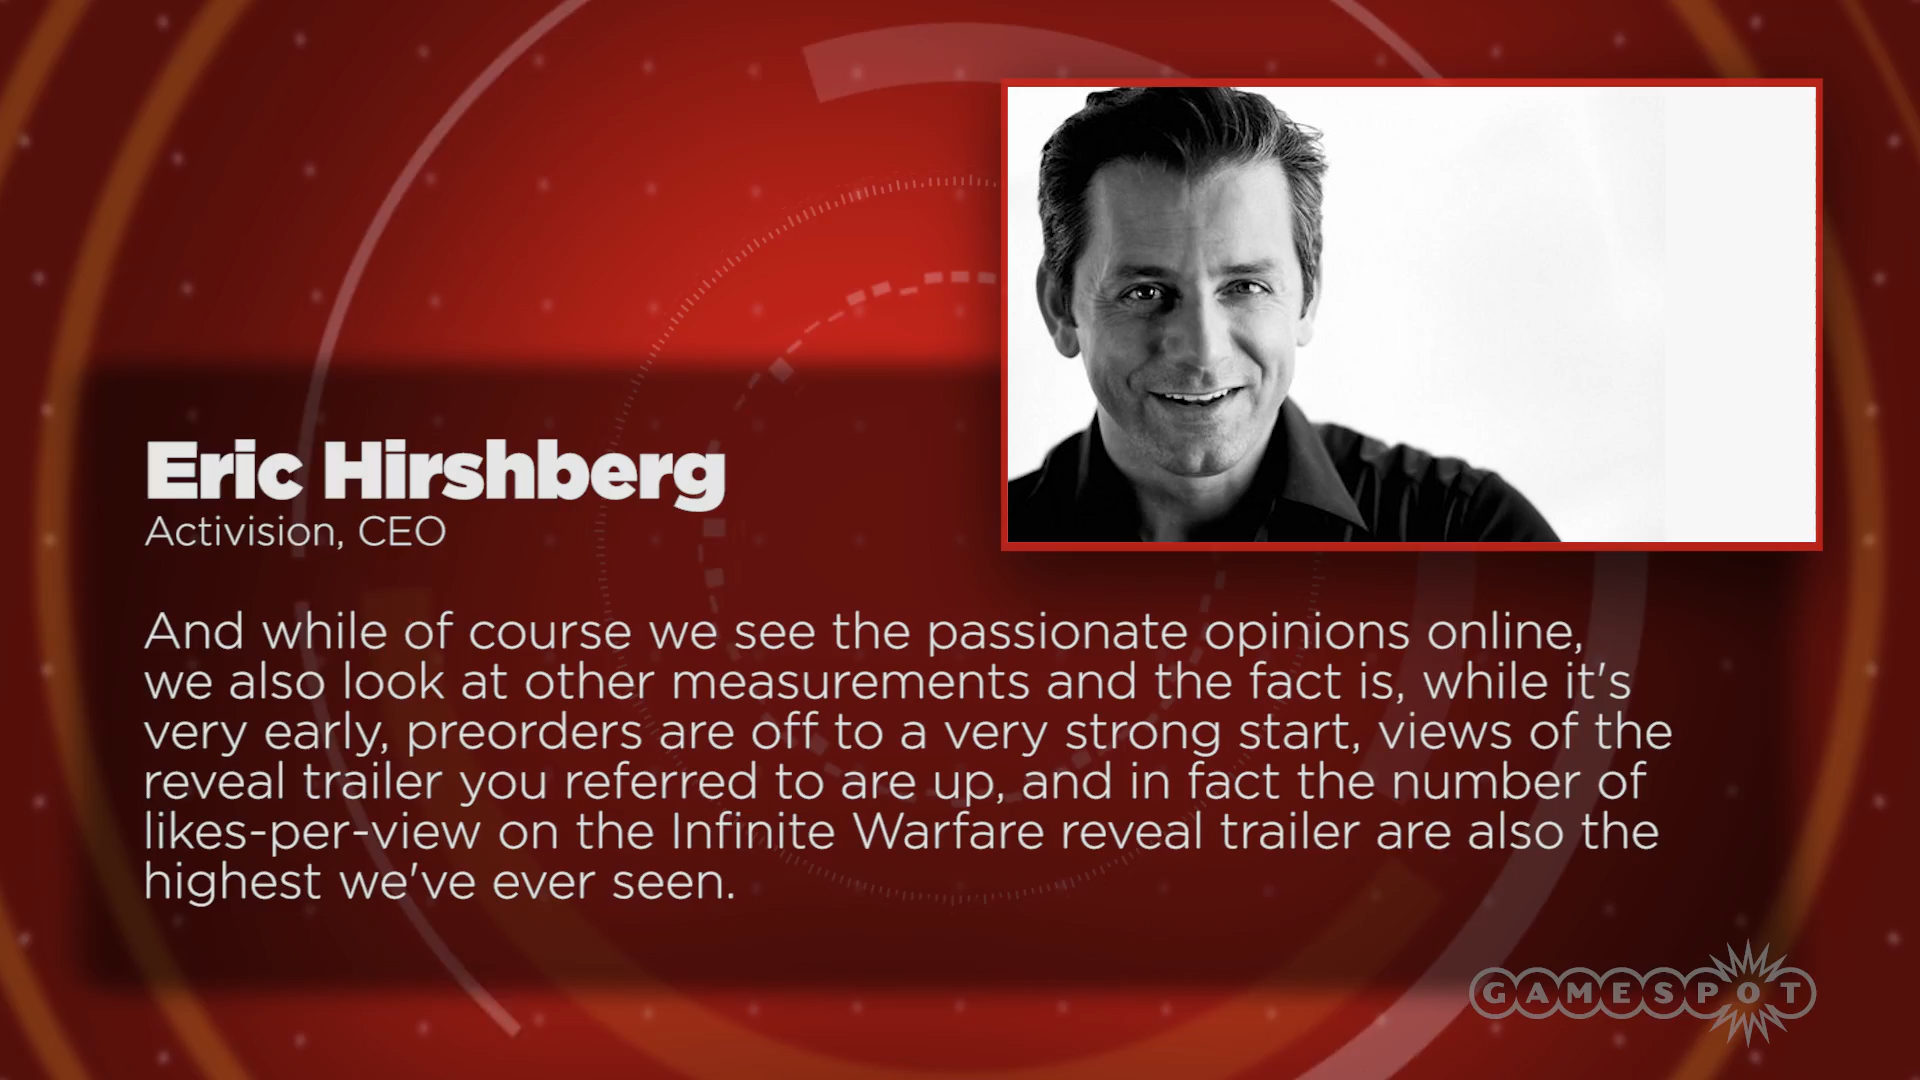 Eric Hirshberg
Activision, CEO
And while of course we see the passionate opinions online,
we also look at other measurements and the fact is, while it's
very early, preorders are off to a very strong start, views of the
reveal trailer you referred to are up, and in fact the number of
likes-per-view on the Infinite Warfare reveal trailer are also the
highest we've ever seen.
GAMESPOT